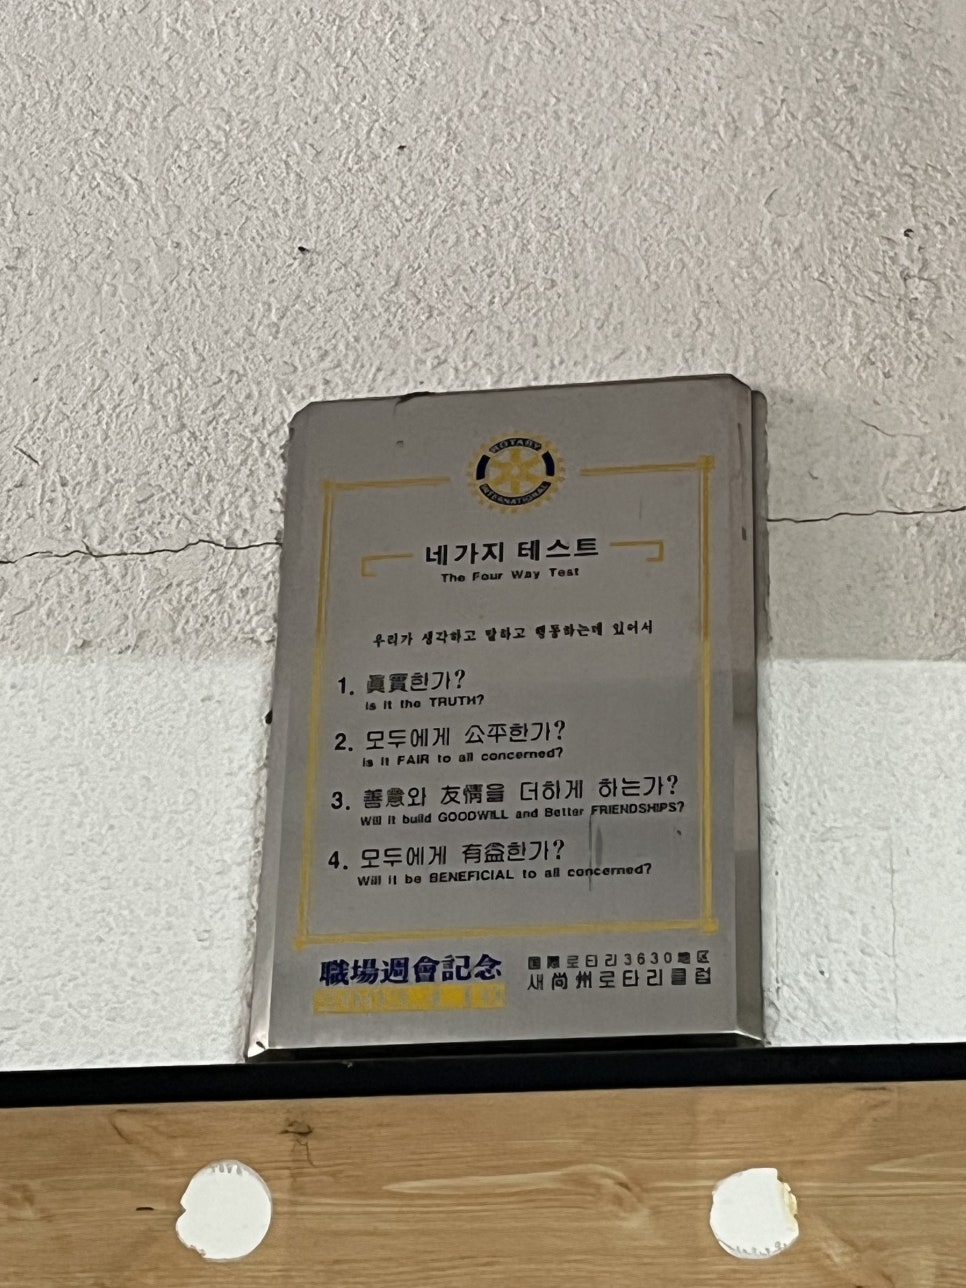 ROTARY
INTERNATIONAL
네가지 테스트
The Four Way Test
우리가 생각하고 말하고 행동하는데 있어서
1. 眞實한가?
is it the TRUTH?
2. 모두에게 公平한가?
is it FAIR to all concerned?
3. 善意와 友情을 더하게 하는가?
Will it build GOODWILL and Better FRIENDSHIPS?
4. 모두에게 有益한가?
Will it be BENEFICIAL to all concerned?
職場週會記念
国際로타리3630地区
새尙州로타리클럽